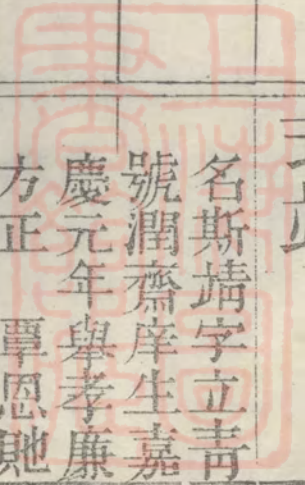 名斯靖字立青
號潤齋庠生嘉
慶元年舉孝廉
方正　覃恩貤